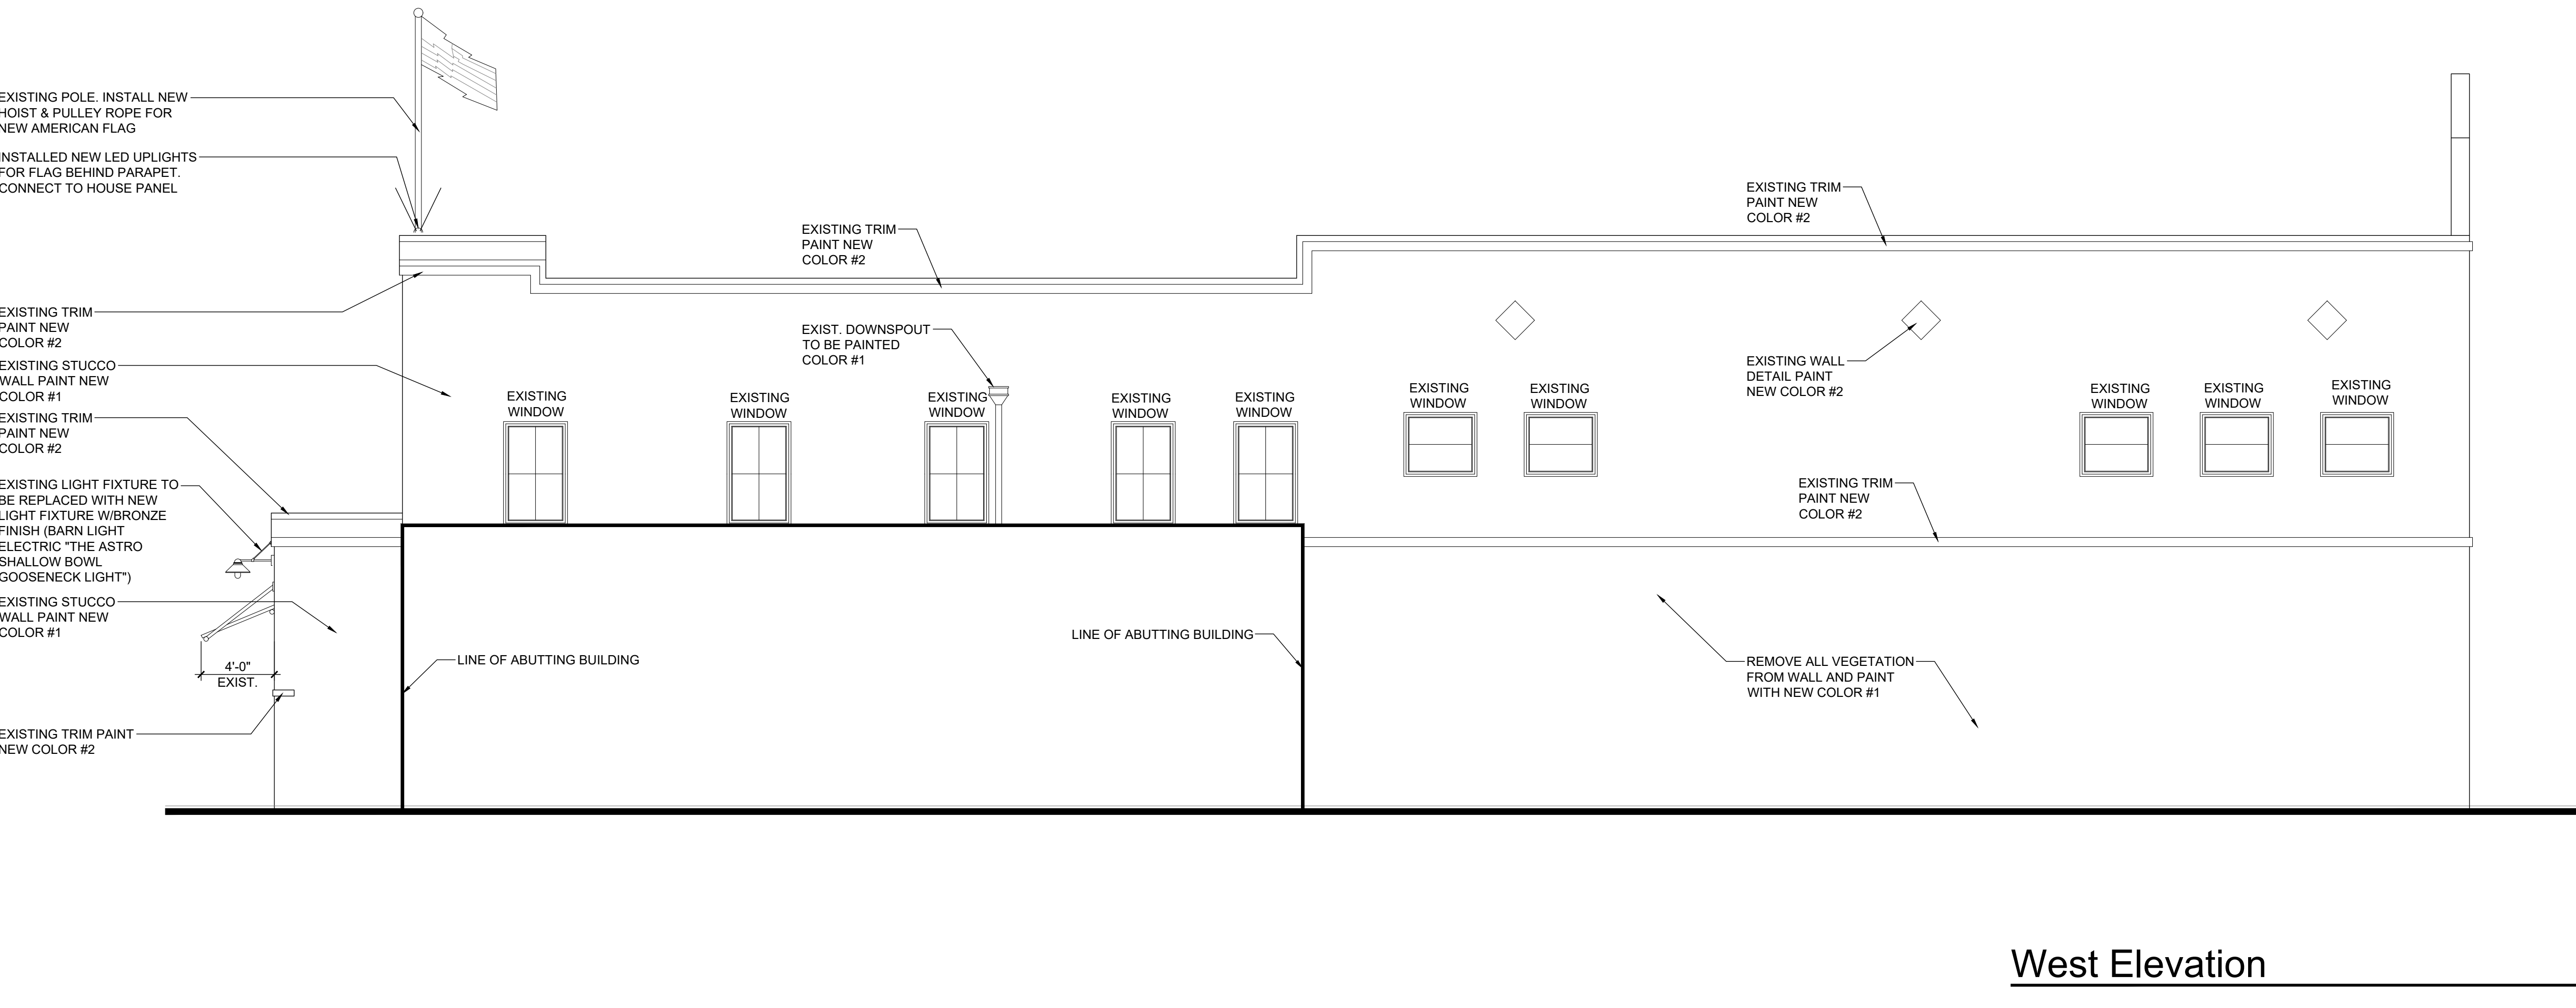 EXISTING POLE. INSTALL NEW
HOIST & PULLEY ROPE FOR
NEW AMERICAN FLAG
INSTALLED NEW LED UPLIGHTS
FOR FLAG BEHIND PARAPET.
CONNECT TO HOUSE PANEL
EXISTING TRIM
PAINT NEW
COLOR #2
EXISTING STUCCO
WALL PAINT NEW
COLOR #1
EXISTING TRIM
PAINT NEW
COLOR #2
EXISTING LIGHT FIXTURE TO
BE REPLACED WITH NEW
LIGHT FIXTURE W/BRONZE
FINISH (BARN LIGHT
ELECTRIC "THE ASTRO
SHALLOW BOWL
GOOSENECK LIGHT")
EXISTING STUCCO
WALL PAINT NEW
COLOR #1
4'-0"
EXIST.
EXISTING TRIM PAINT
NEW COLOR #2
EXISTING TRIM
PAINT NEW
COLOR #2
EXIST. DOWNSPOUT
TO BE PAINTED
COLOR #1
EXISTING
WINDOW
EXISTING
WINDOW
EXISTING
WINDOW
EXISTING
WINDOW
EXISTING
WINDOW
LINE OF ABUTTING BUILDING
LINE OF ABUTTING BUILDING
EXISTING TRIM
PAINT NEW
COLOR #2
EXISTING WALL
DETAIL PAINT
NEW COLOR #2
EXISTING
WINDOW
EXISTING
WINDOW
EXISTING
WINDOW
EXISTING
WINDOW
EXISTING
WINDOW
EXISTING TRIM
PAINT NEW
COLOR #2
REMOVE ALL VEGETATION
FROM WALL AND PAINT
WITH NEW COLOR #1
West Elevation